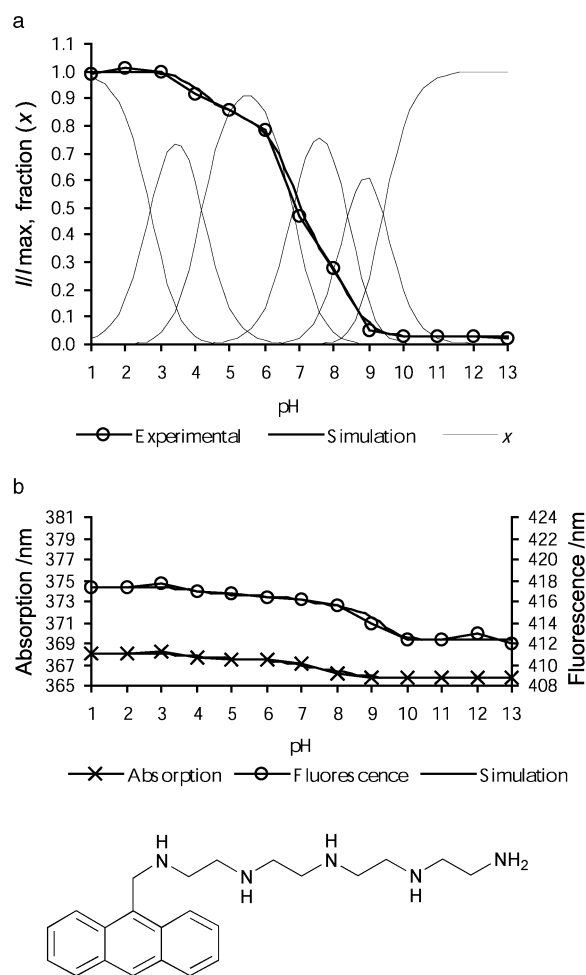 a
I/Imax, fraction (x)
1.1
1.0
0.9
0.8
0.7
0.6
0.5
0.4
0.3
0.2
0.1
0.0
1 2 3 4 5 6 7 8 9 10 11 12 13
pH
Experimental Simulation x
b
Absorption /nm
381
379
377
375
373
371
369
367
365
424
422
420
418
416
414
412
410
408
Fluorescence /nm
1 2 3 4 5 6 7 8 9 10 11 12 13
pH
Absorption Fluorescence Simulation
H
N
N
H
H
N
N
H
NH2